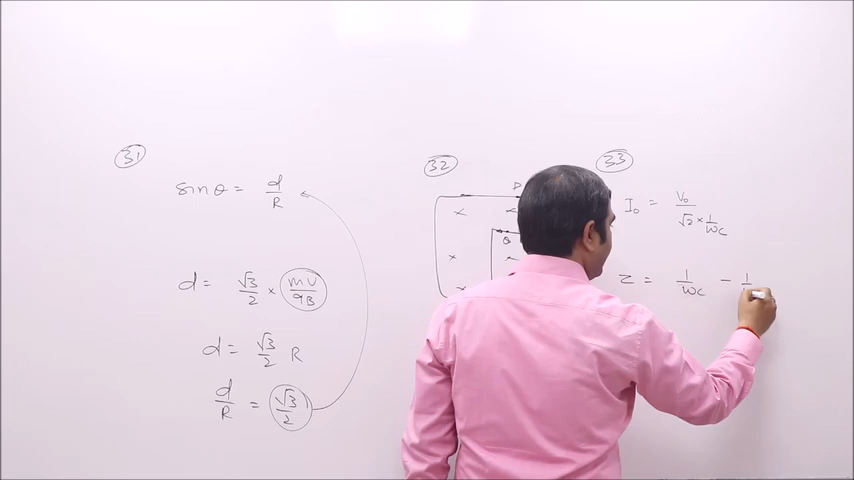 31
sin θ = d/R
d = √3/2 × mv/qB
d = √3/2 R
d/R = √3/2
32
P
× ×
Q
×
×
33
I₀ = V₀/(√2 × 1/ωC)
Z = 1/ωC - 1/